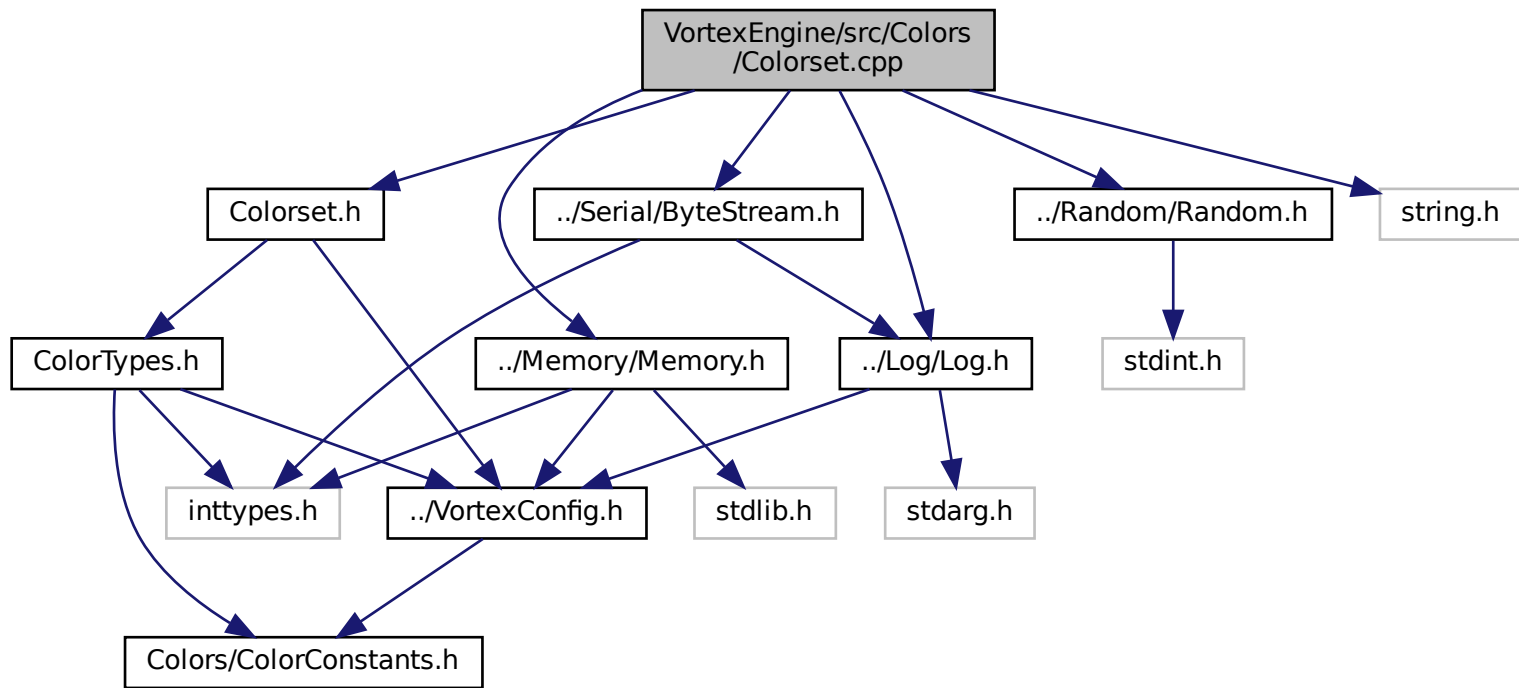 VortexEngine/src/Colors
/Colorset.cpp
Colorset.h
../Serial/ByteStream.h
../Random/Random.h
string.h
ColorTypes.h
../Memory/Memory.h
../Log/Log.h
stdint.h
inttypes.h
../VortexConfig.h
stdlib.h
stdarg.h
Colors/ColorConstants.h